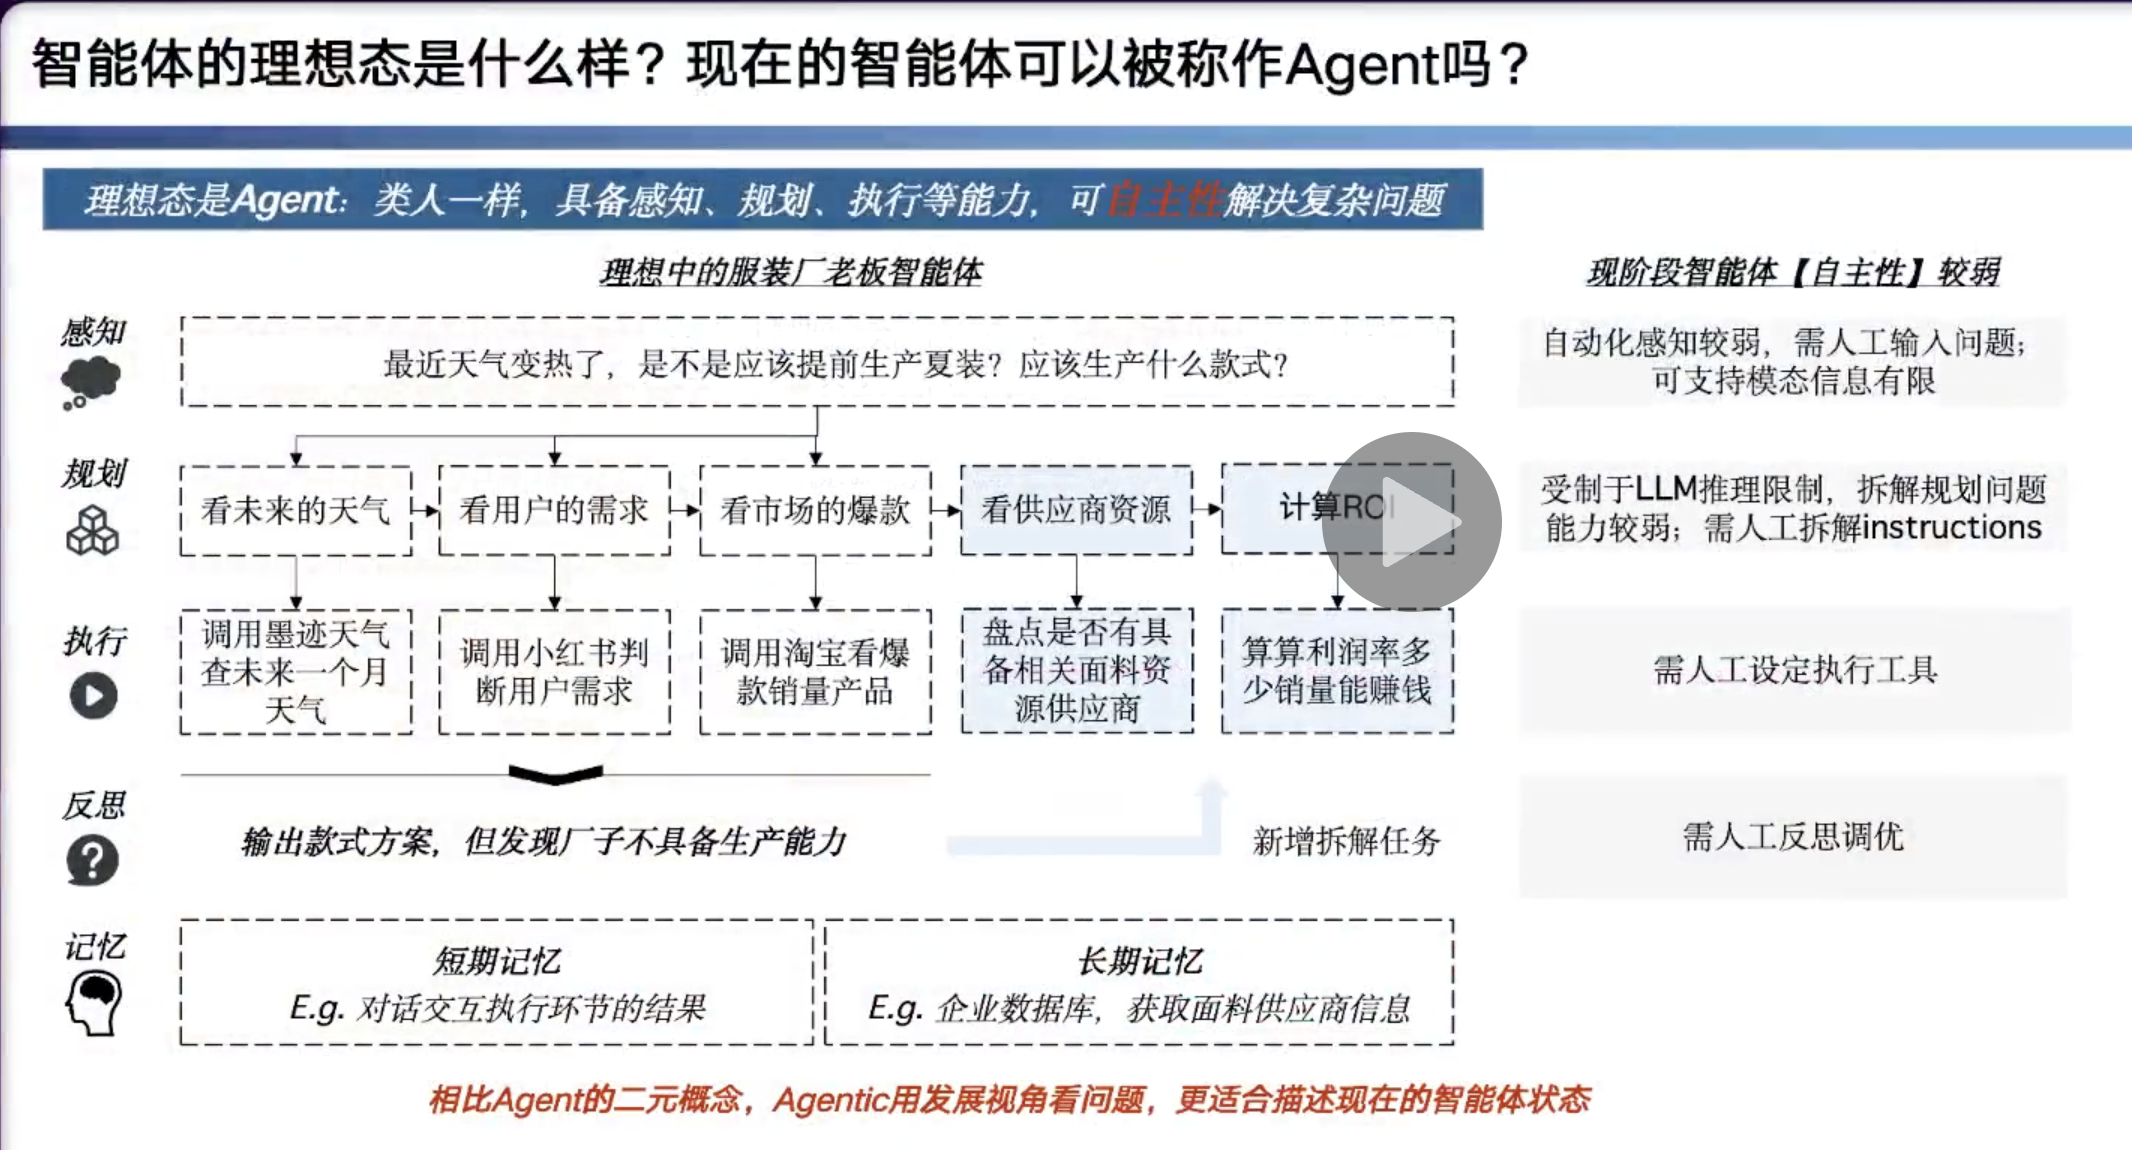 智能体的理想态是什么样？现在的智能体可以被称作Agent吗？
理想态是Agent：类人一样，具备感知、规划、执行等能力，可自主性解决复杂问题
理想中的服装厂老板智能体
现阶段智能体【自主性】较弱
感知
最近天气变热了，是不是应该提前生产夏装？应该生产什么款式？
自动化感知较弱，需人工输入问题；
可支持模态信息有限
规划
看未来的天气
看用户的需求
看市场的爆款
看供应商资源
计算ROI
受制于LLM推理限制，拆解规划问题
能力较弱；需人工拆解instructions
执行
调用墨迹天气
查未来一个月
天气
调用小红书判
断用户需求
调用淘宝看爆
款销量产品
盘点是否有具
备相关面料资
源供应商
算算利润率多
少销量能赚钱
需人工设定执行工具
反思
输出款式方案，但发现厂子不具备生产能力
新增拆解任务
需人工反思调优
记忆
短期记忆
E.g. 对话交互执行环节的结果
长期记忆
E.g. 企业数据库，获取面料供应商信息
相比Agent的二元概念，Agentic用发展视角看问题，更适合描述现在的智能体状态